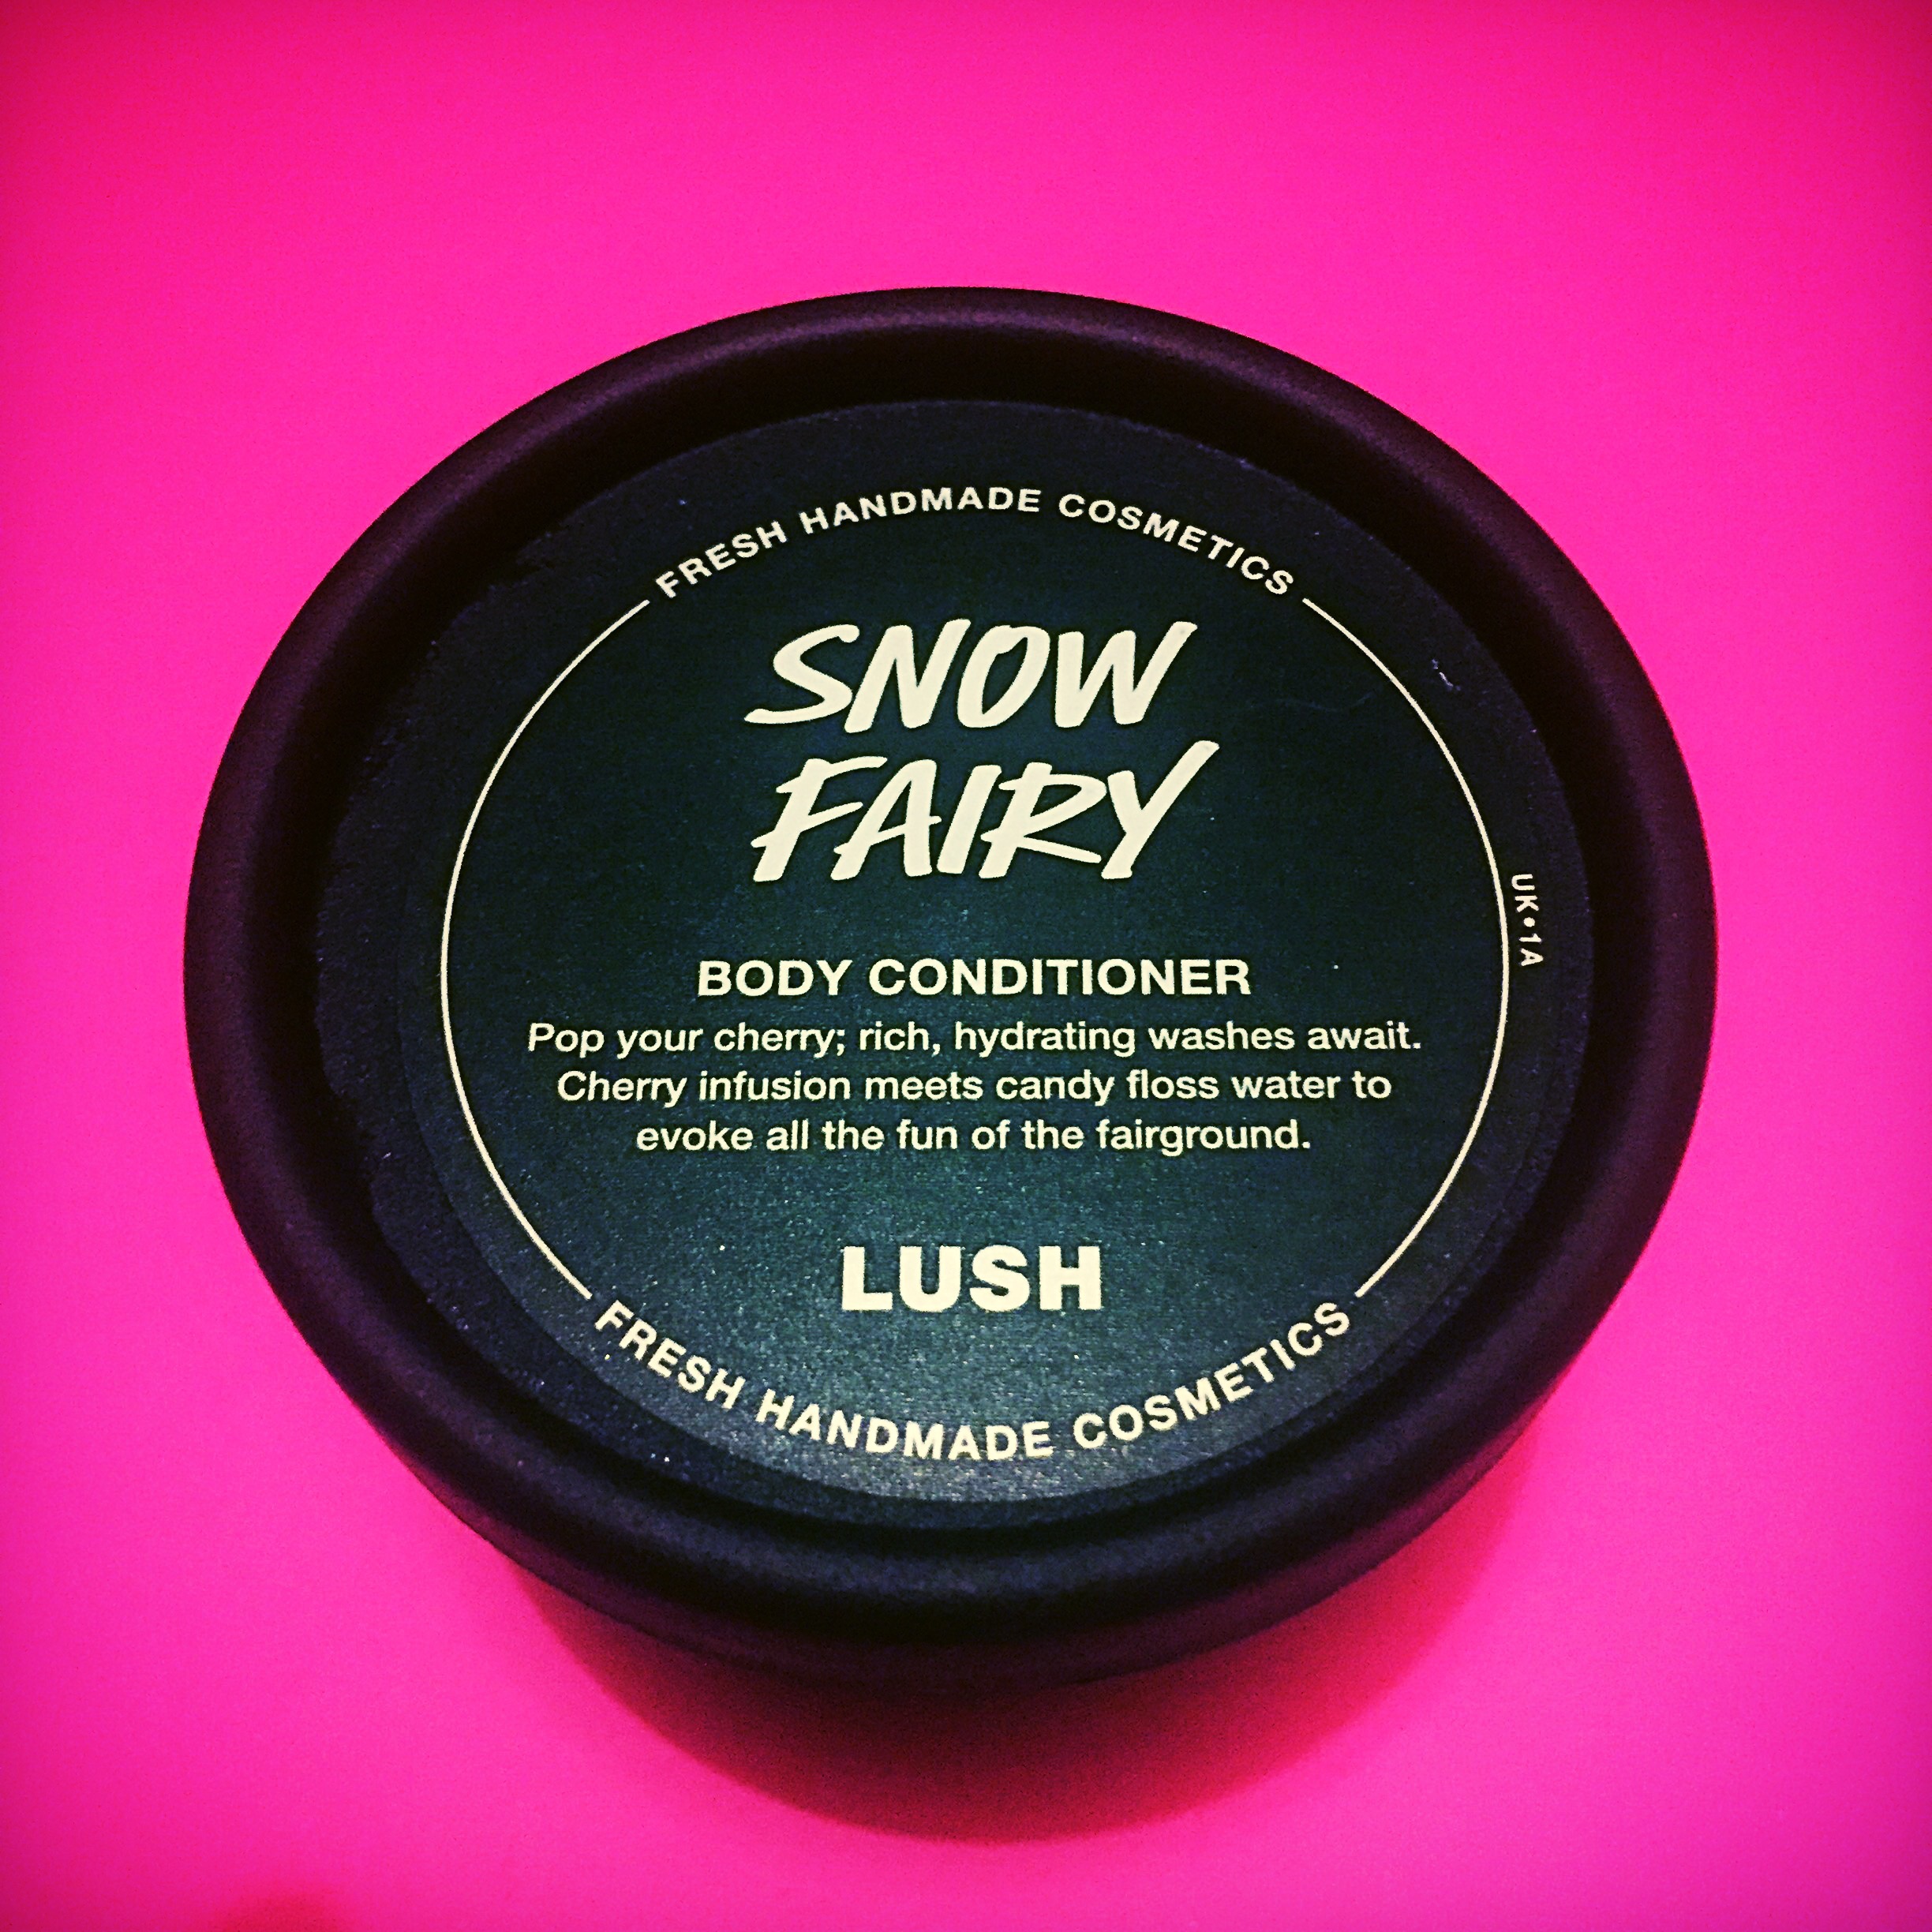 FRESH HANDMADE COSMETICS
SNOW
FAIRY
UK•1A
BODY CONDITIONER
Pop your cherry; rich, hydrating washes await.
Cherry infusion meets candy floss water to
evoke all the fun of the fairground.
LUSH
FRESH HANDMADE COSMETICS